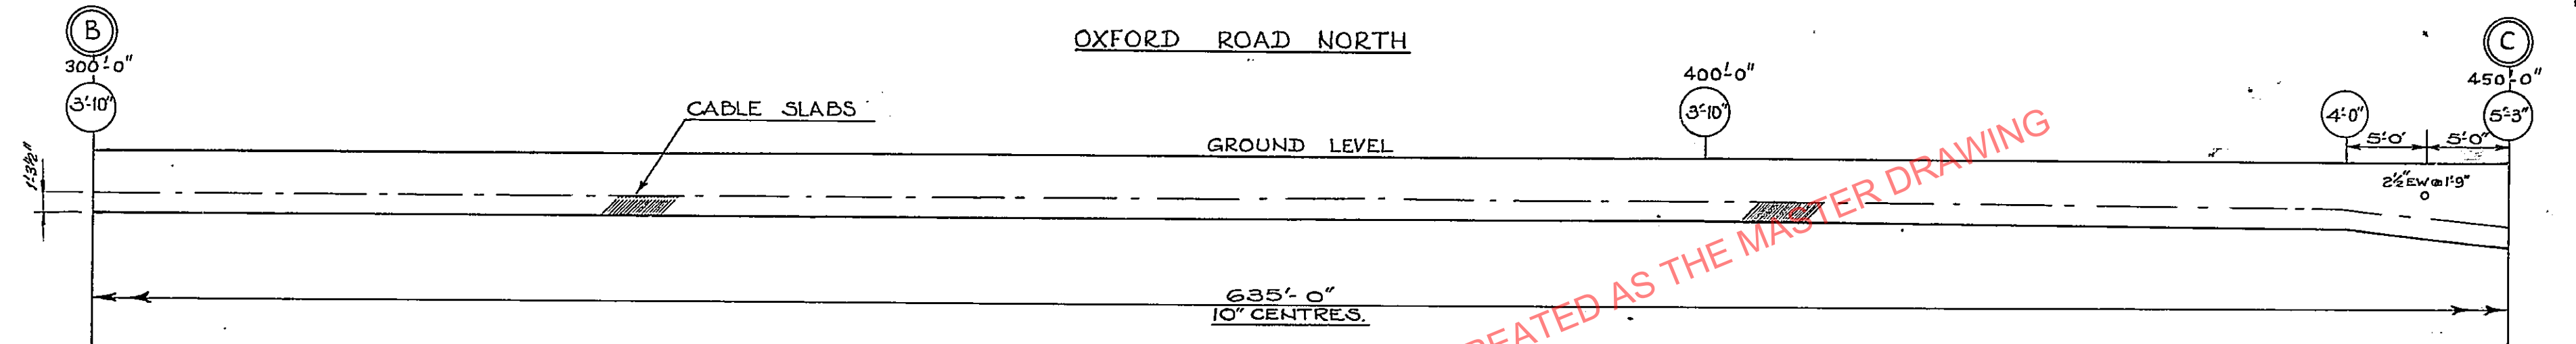 OXFORD ROAD NORTH
B
300'-0"
3'-10"
CABLE SLABS
400'-0"
3'-10"
C
450'-0"
4'-0"
5'-3"
GROUND LEVEL
5'-0'
5'-0"
1'-3½"
2½"EW@1'-9"
635'-0"
10" CENTRES.
EATED AS THE MASTER DRAWING